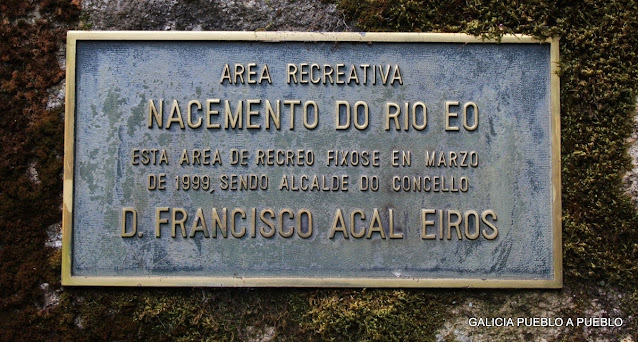 AREA RECREATIVA
NACEMENTO DO RIO EO
ESTA AREA DE RECREO FIXOSE EN MARZO
DE 1999, SENDO ALCALDE DO CONCELLO
D. FRANCISCO ACAL EIROS
GALICIA PUEBLO A PUEBLO